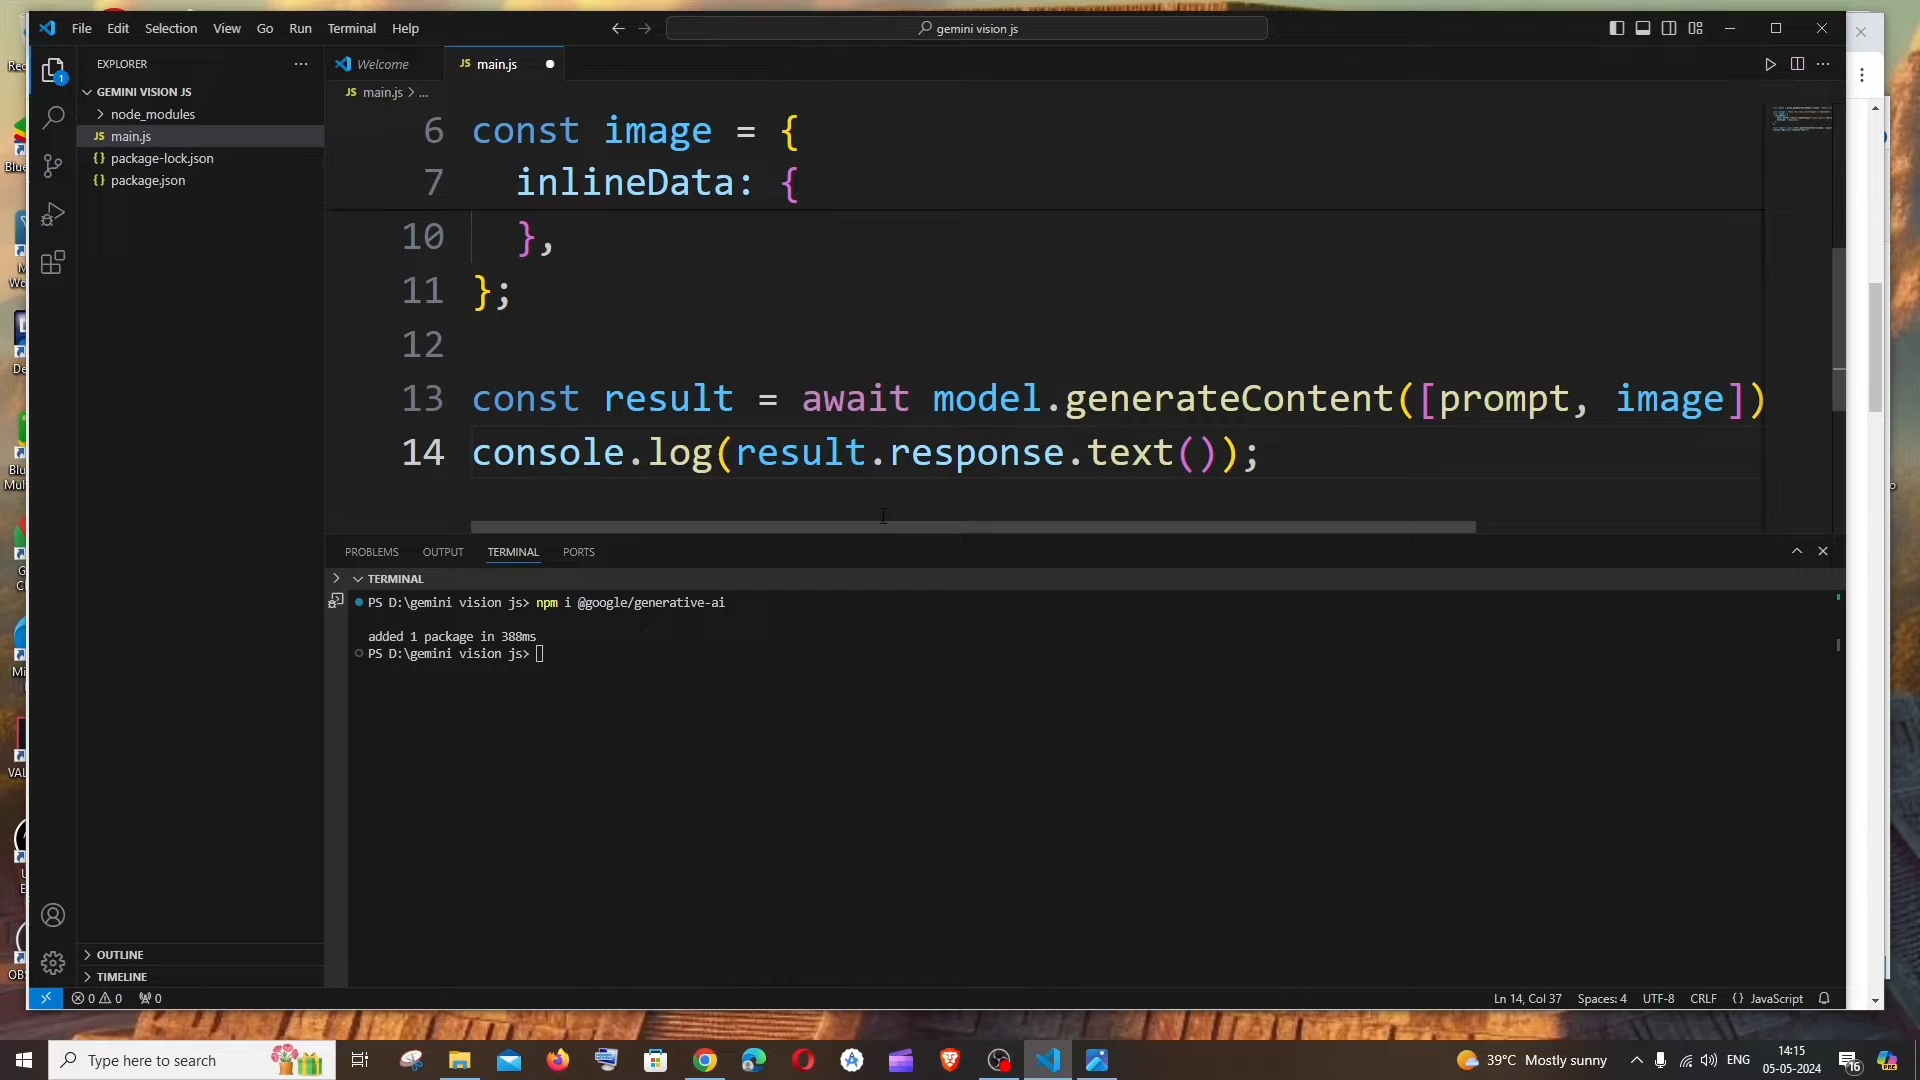 File Edit Selection View Go Run Terminal Help
gemini vision js
EXPLORER
Welcome
JS main.js
GEMINI VISION JS
JS main.js > ...
node_modules
JS main.js
{} package-lock.json
{} package.json
6 const image = {
7 inlineData: {
10 },
11 };
12
13 const result = await model.generateContent([prompt, image])
14 console.log(result.response.text());
PROBLEMS OUTPUT TERMINAL PORTS
TERMINAL
PS D:\gemini vision js> npm i @google/generative-ai
added 1 package in 388ms
PS D:\gemini vision js>
OUTLINE
TIMELINE
0 0 0
Ln 14, Col 37 Spaces: 4 UTF-8 CRLF {} JavaScript
Type here to search
39°C Mostly sunny
ENG
14:15
05-05-2024
16